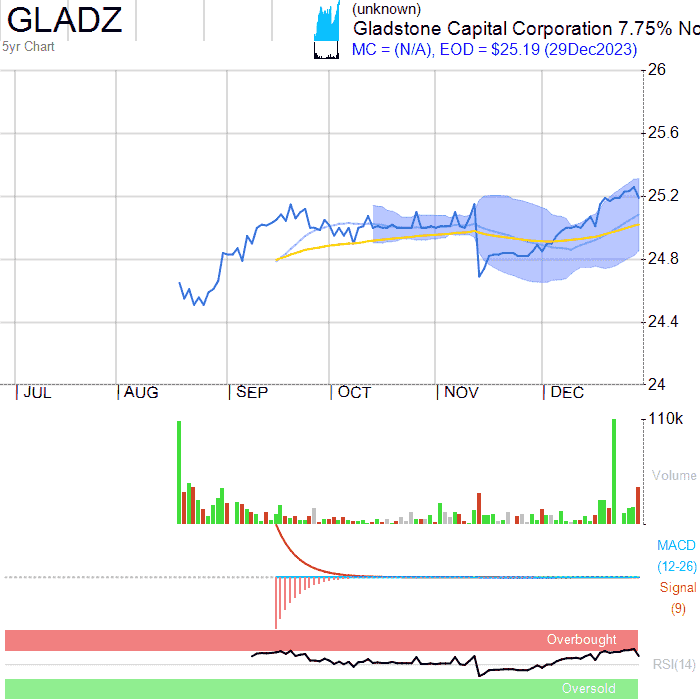 GLADZ
5yr Chart
(unknown)
Gladstone Capital Corporation 7.75% No
MC = (N/A), EOD = $25.19 (29Dec2023)
26
25.6
25.2
24.8
24.4
24
JUL AUG SEP OCT NOV DEC
110k
Volume
MACD
(12-26)
Signal
(9)
Overbought
RSI(14)
Oversold